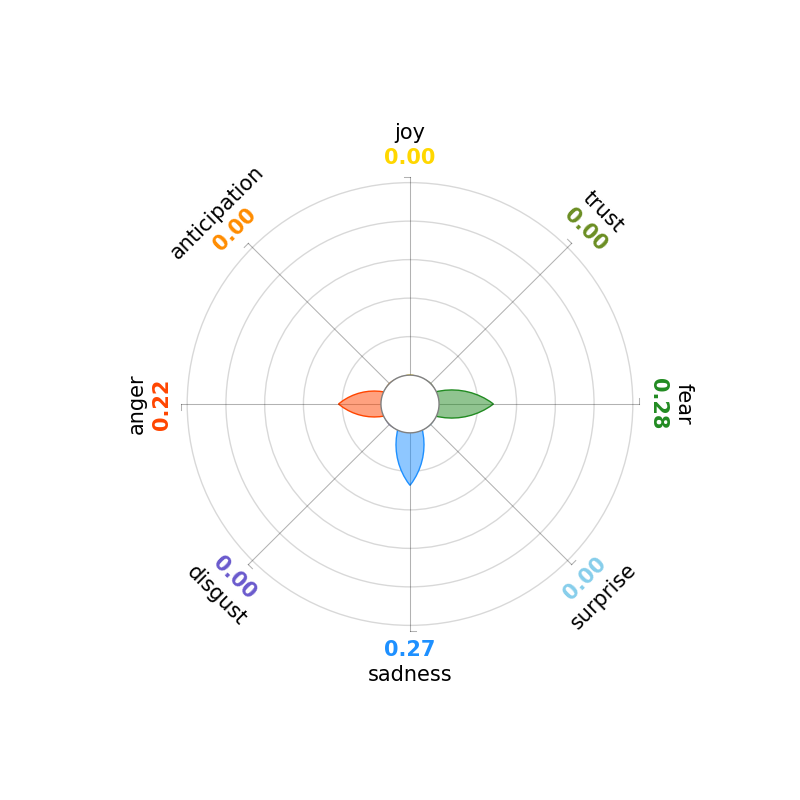 joy
0.00
trust
0.00
fear
0.28
surprise
0.00
0.27
sadness
disgust
0.00
anger
0.22
anticipation
0.00